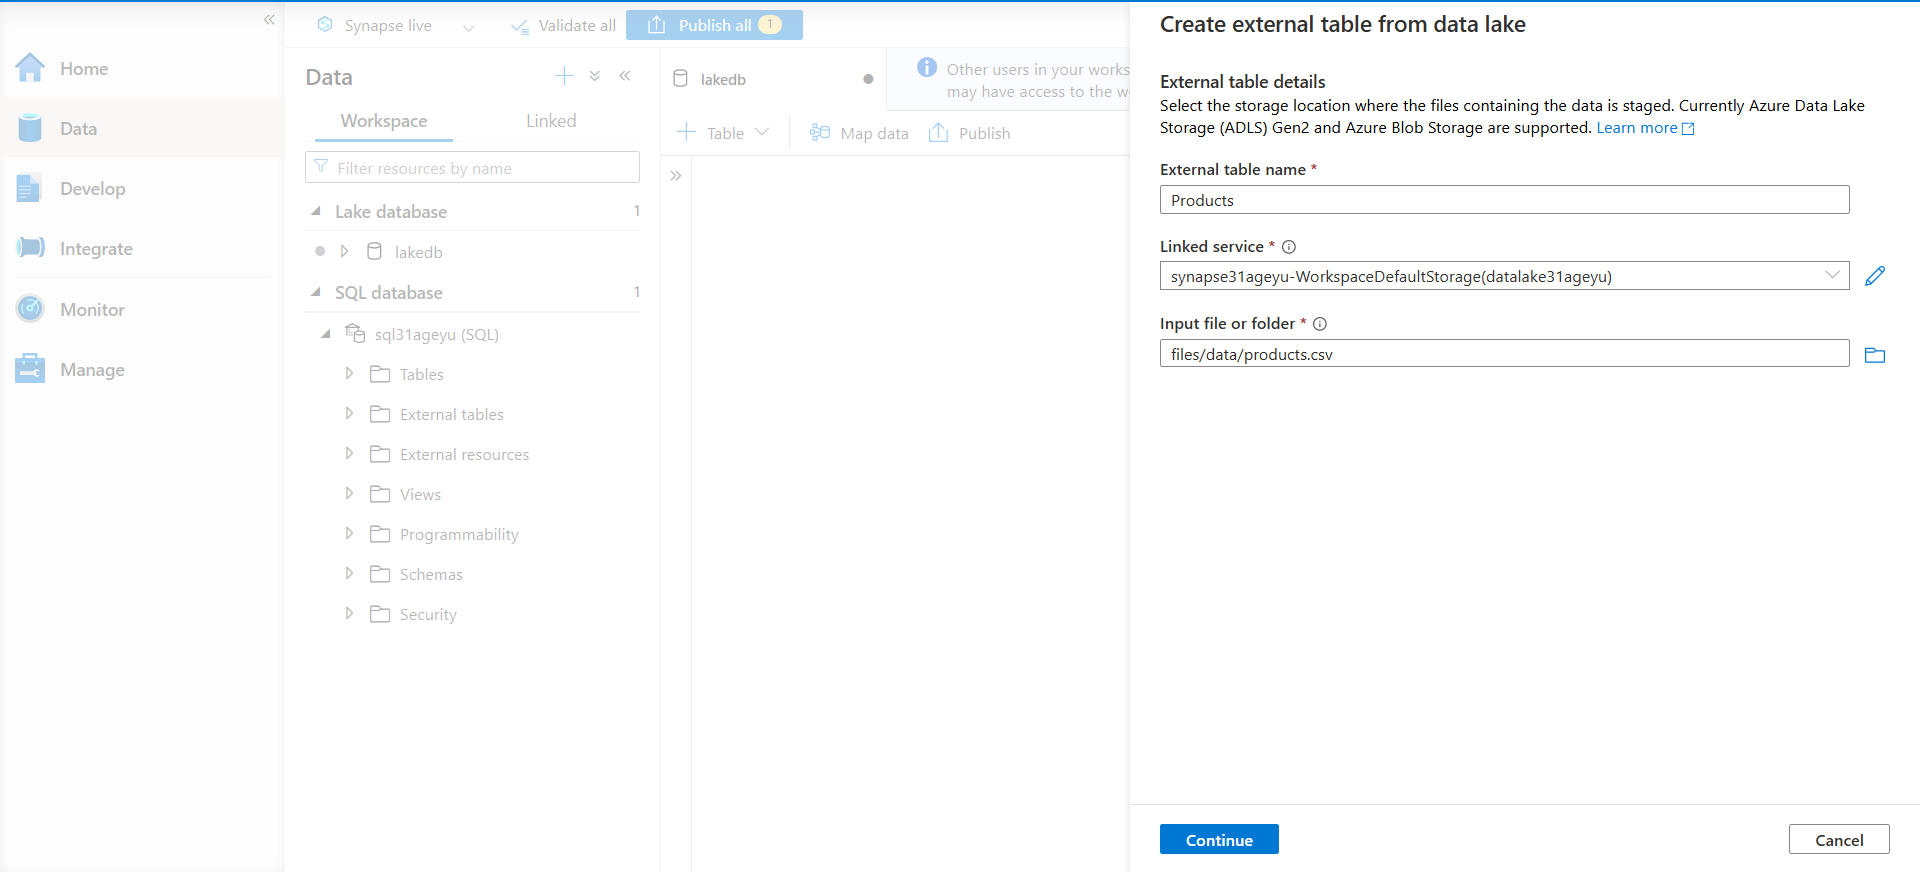 Home
Data
Develop
Integrate
Monitor
Manage
Synapse live
Validate all
Publish all 1
Data
Workspace
Linked
Filter resources by name
Lake database 1
lakedb
SQL database 1
sql31ageyu (SQL)
Tables
External tables
External resources
Views
Programmability
Schemas
Security
lakedb
Other users in your works
may have access to the w
Table
Map data
Publish
Create external table from data lake
External table details
Select the storage location where the files containing the data is staged. Currently Azure Data Lake
Storage (ADLS) Gen2 and Azure Blob Storage are supported. Learn more
External table name *
Products
Linked service *
synapse31ageyu-WorkspaceDefaultStorage(datalake31ageyu)
Input file or folder *
files/data/products.csv
Continue
Cancel